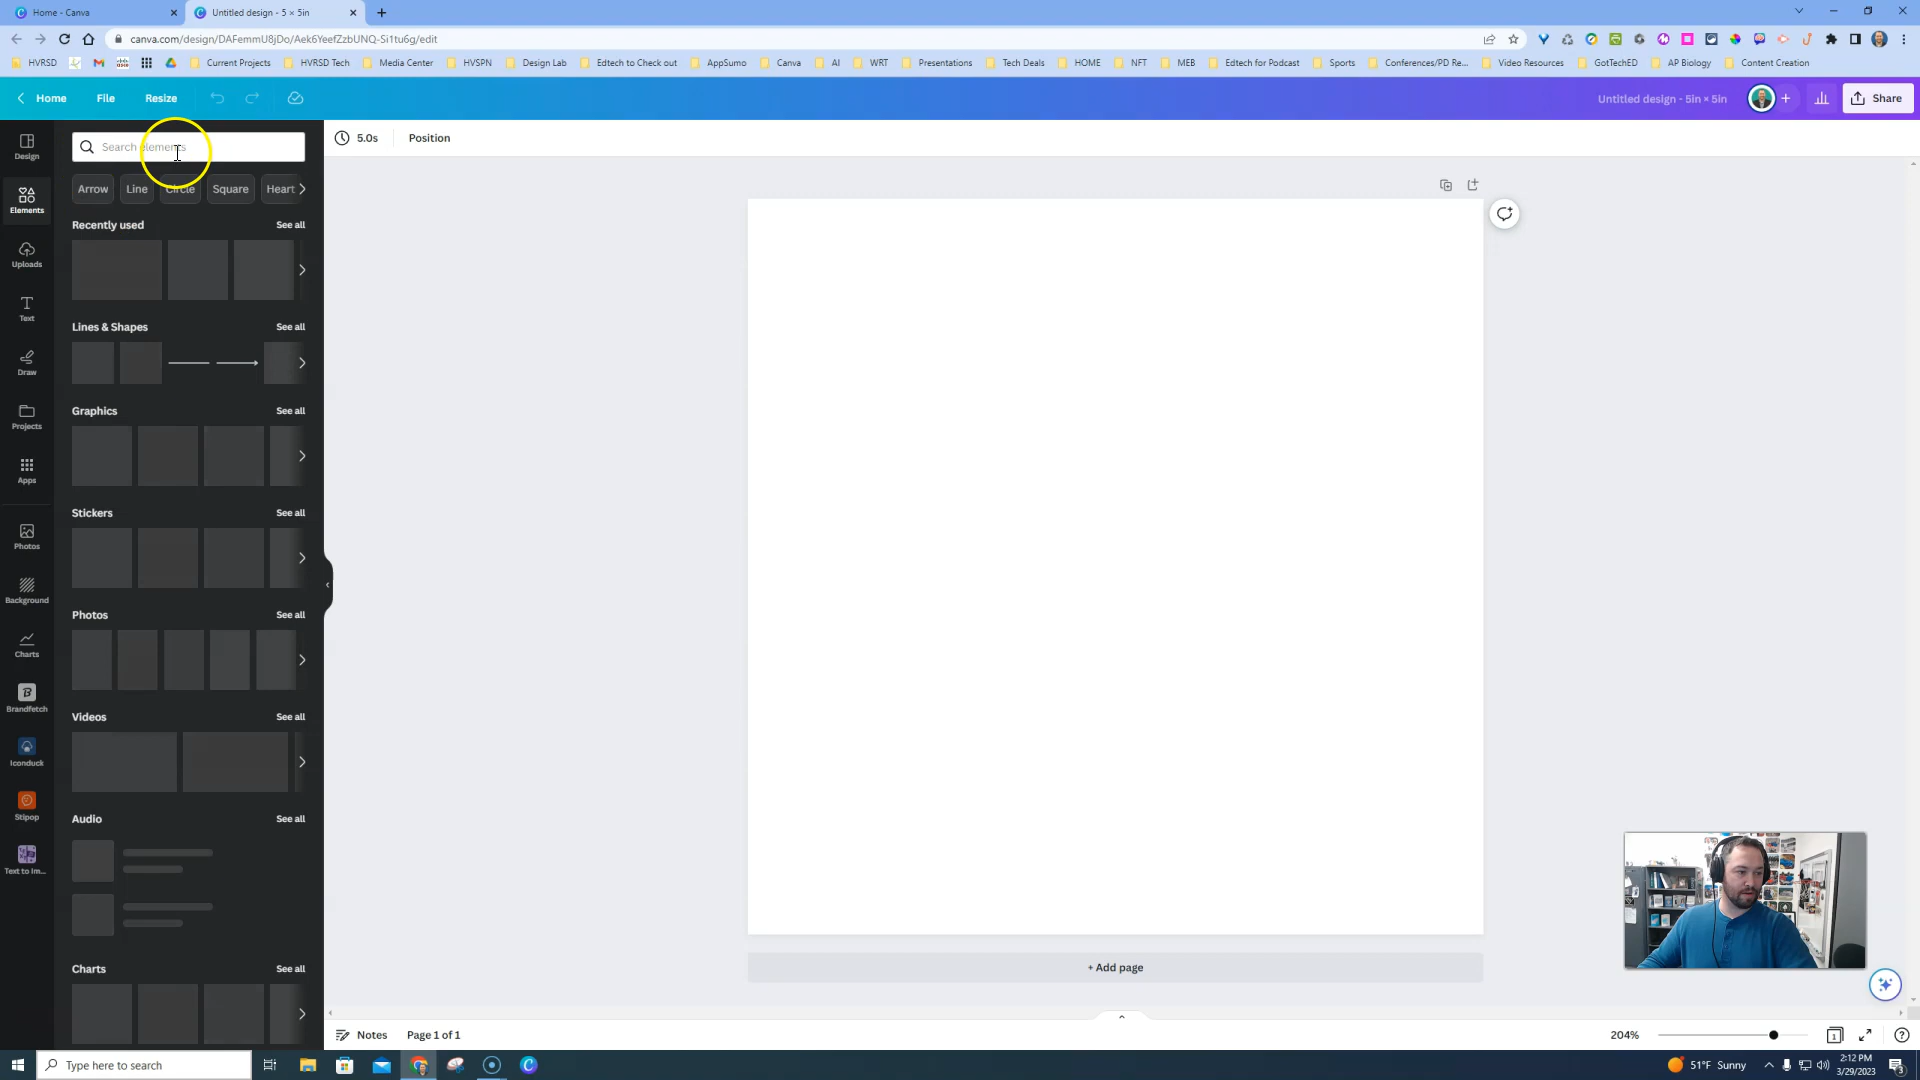 Home - Canva
Untitled design - 5 × 5in
canva.com/design/DAFemmU8jDo/Aek6YeefZzbUNQ-Si1tu6g/edit
HVRSD
Current Projects
HVRSD Tech
Media Center
HVSPN
Design Lab
Edtech to Check out
AppSumo
Canva
AI
WRT
Presentations
Tech Deals
HOME
NFT
MEB
Edtech for Podcast
Sports
Conferences/PD Re...
Video Resources
GotTechED
AP Biology
Content Creation
Home
File
Resize
Untitled design - 5in × 5in
Share
Design
Elements
Uploads
Text
Draw
Projects
Apps
Photos
Background
Charts
Brandfetch
Iconduck
Stipop
Text to Im...
Search elements
Arrow
Line
Circle
Square
Heart
Recently used
See all
Lines & Shapes
See all
Graphics
See all
Stickers
See all
Photos
See all
Videos
See all
Audio
See all
Charts
See all
5.0s
Position
+ Add page
Notes
Page 1 of 1
204%
1
Type here to search
51°F Sunny
2:12 PM
3/29/2023
3